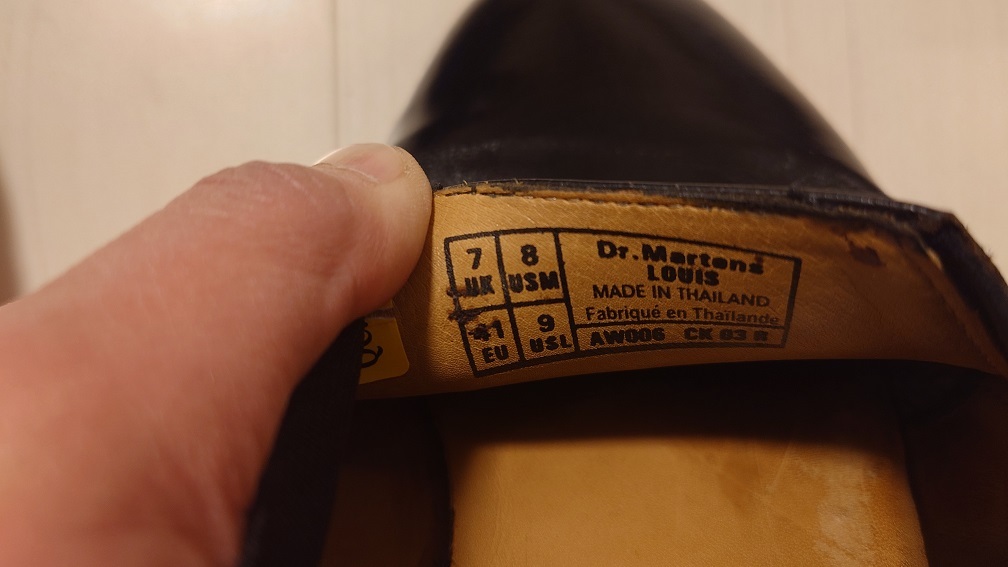 7 UK
8 USM
41 EU
9 USL
Dr.Martens
LOUIS
MADE IN THAILAND
Fabriqué en Thaïlande
AW006 CK 03 R